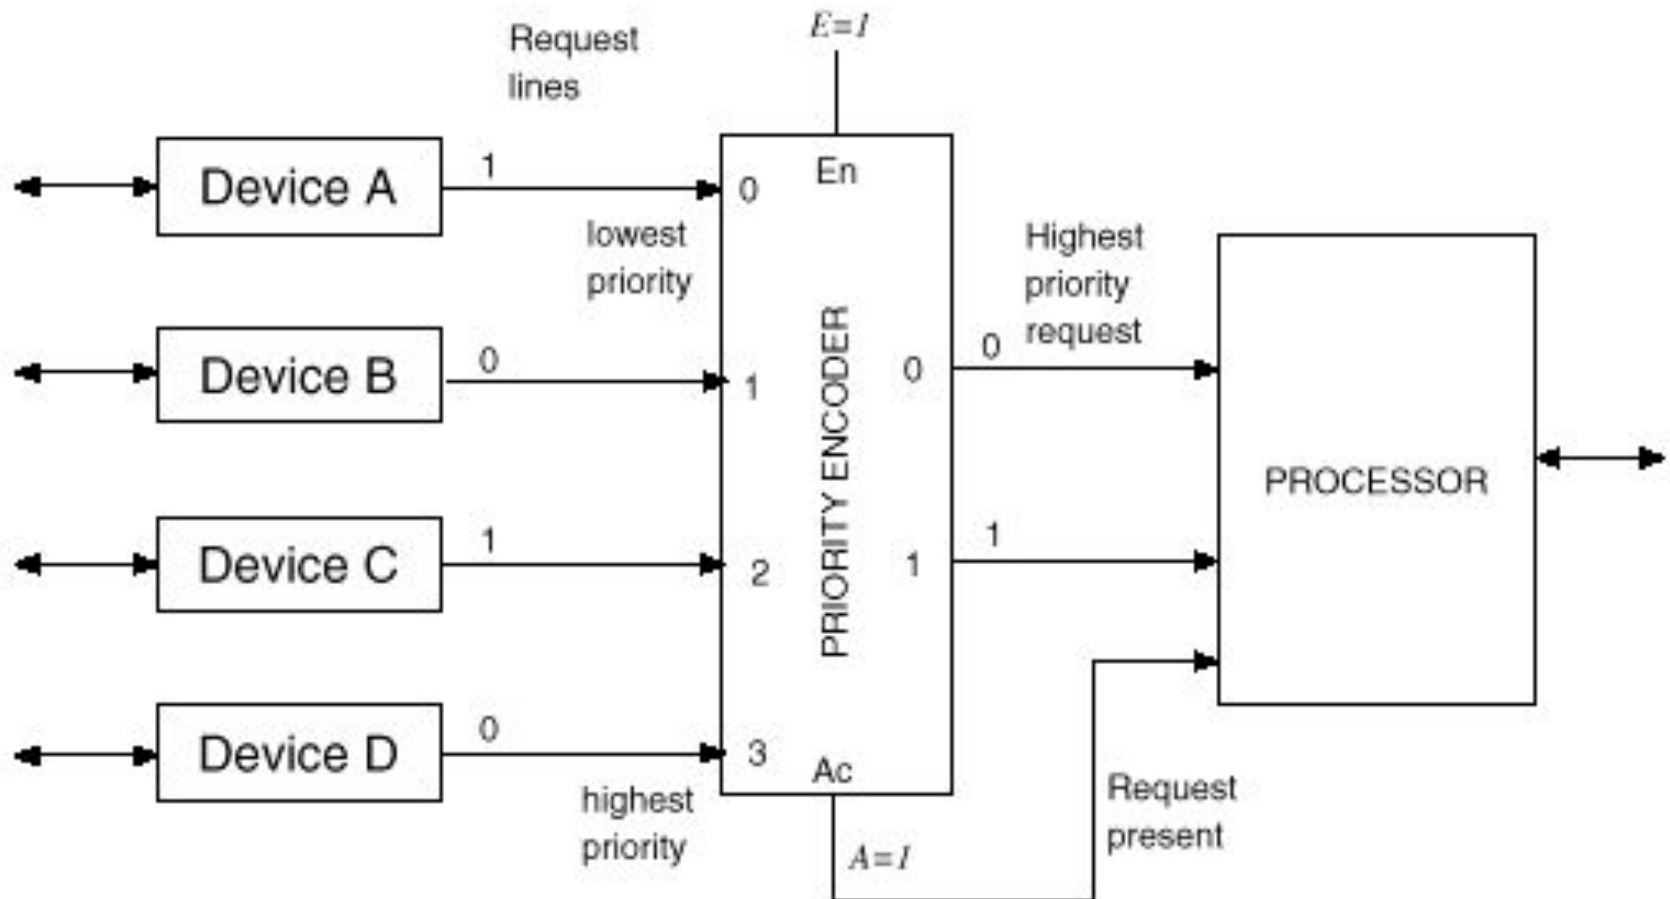 E=1
Request
lines
Device A
1
0
En
lowest
priority
Highest
priority
request
Device B
0
1
0
0
PRIORITY ENCODER
PROCESSOR
Device C
1
2
1
1
Device D
0
3
Ac
highest
priority
A=1
Request
present